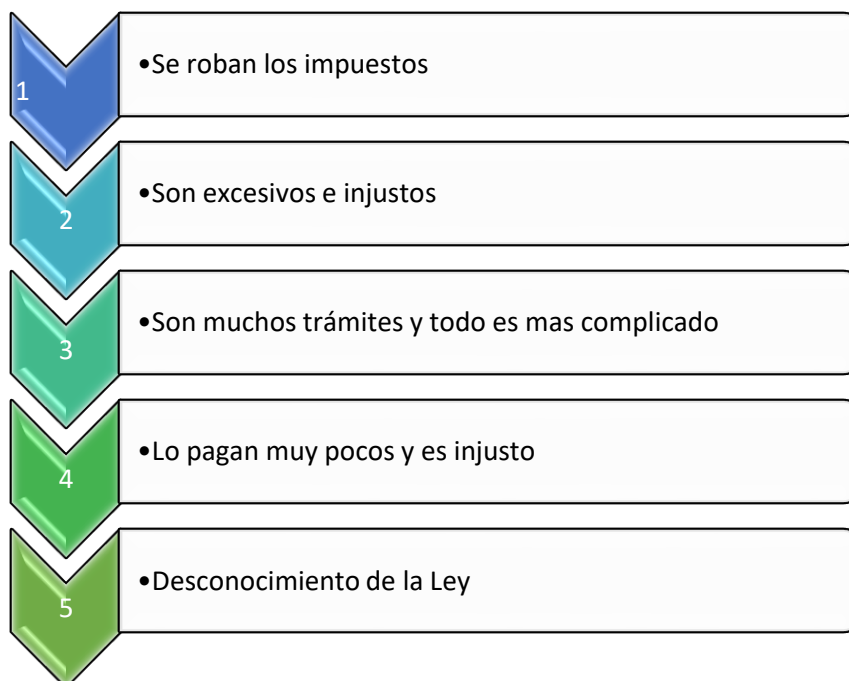 1
•Se roban los impuestos
2
•Son excesivos e injustos
3
•Son muchos trámites y todo es mas complicado
4
•Lo pagan muy pocos y es injusto
5
•Desconocimiento de la Ley